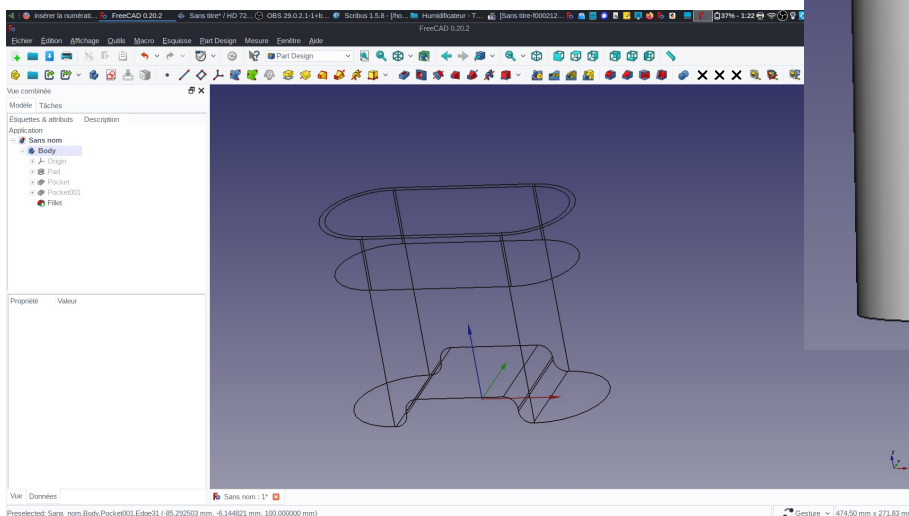 insérer la numérati...
FreeCAD 0.20.2
Sans titre* / HD 72...
OBS 29.0.2.1-1+b...
Scribus 1.5.8 - [/ho...
Humidificateur - T...
[Sans titre-f000212...
37% - 1:22
FreeCAD 0.20.2
Fichier Édition Affichage Outils Macro Esquisse Part Design Mesure Fenêtre Aide
Part Design
Vue combinée
Modèle Tâches
Étiquettes & attributs Description
Application
Sans nom
Body
Origin
Pad
Pocket
Pocket001
Fillet
Propriété Valeur
z
Y
Vue Données
Sans nom : 1*
Preselected: Sans_nom.Body.Pocket001.Edge31 (-85,292503 mm, -6,144821 mm, 100,000000 mm)
Gesture 474.50 mm x 271.83 m